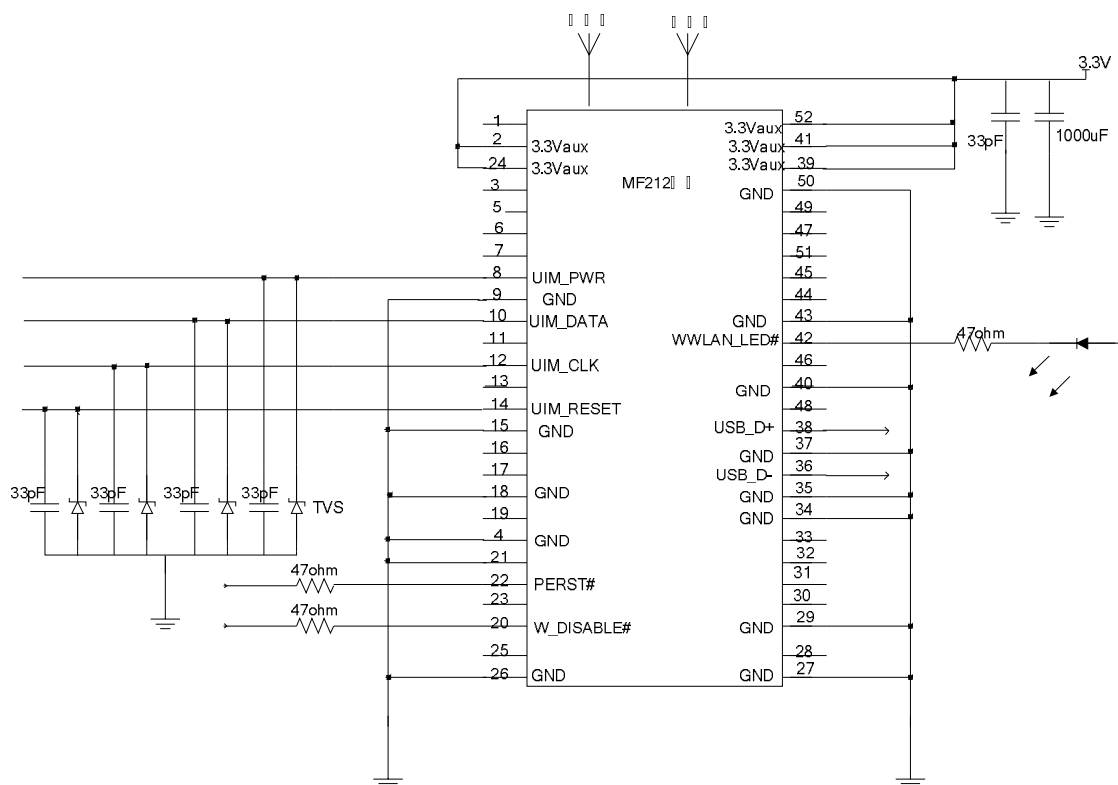 3.3V
1
2
24
3
5
6
7
8
9
10
11
12
13
14
15
16
17
18
19
4
21
22
23
20
25
26
3.3Vaux
3.3Vaux
UIM_PWR
GND
UIM_DATA
UIM_CLK
UIM_RESET
GND
GND
GND
PERST#
W_DISABLE#
GND
MF212
3.3Vaux
3.3Vaux
3.3Vaux
GND
GND
WWLAN_LED#
GND
USB_D+
GND
USB_D-
GND
GND
GND
GND
52
41
39
50
49
47
51
45
44
43
42
46
40
48
38
37
36
35
34
33
32
31
30
29
28
27
33pF
1000uF
47ohm
33pF
33pF
33pF
33pF
TVS
47ohm
47ohm